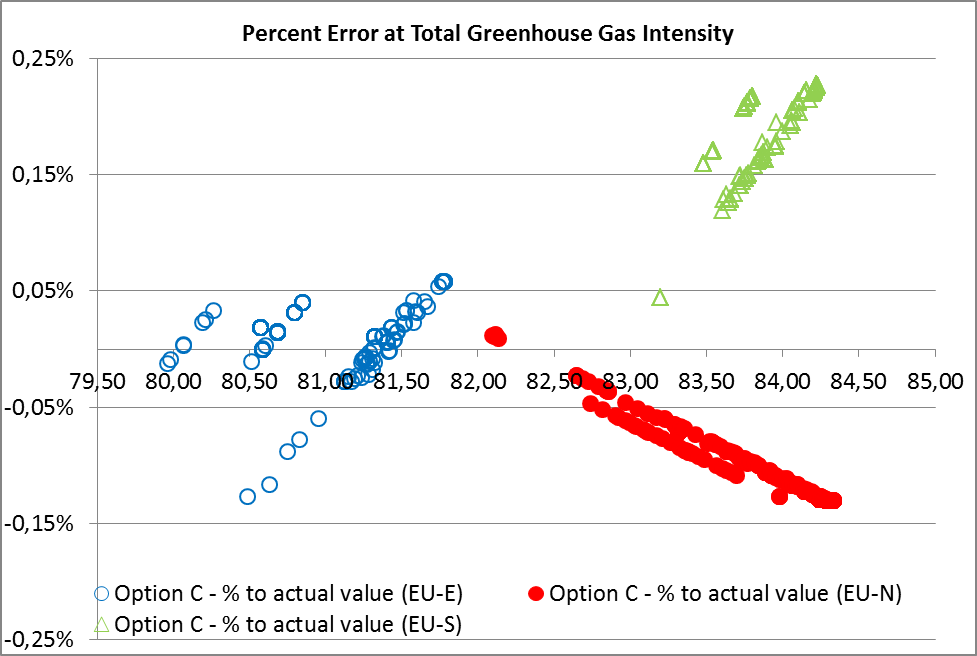 Percent Error at Total Greenhouse Gas Intensity
0,25%
0,15%
0,05%
79,50 80,00 80,50 81,00 81,50 82,00 82,50 83,00 83,50 84,00 84,50 85,00
-0,05%
-0,15%
Option C - % to actual value (EU-E) Option C - % to actual value (EU-N)
Option C - % to actual value (EU-S)
-0,25%